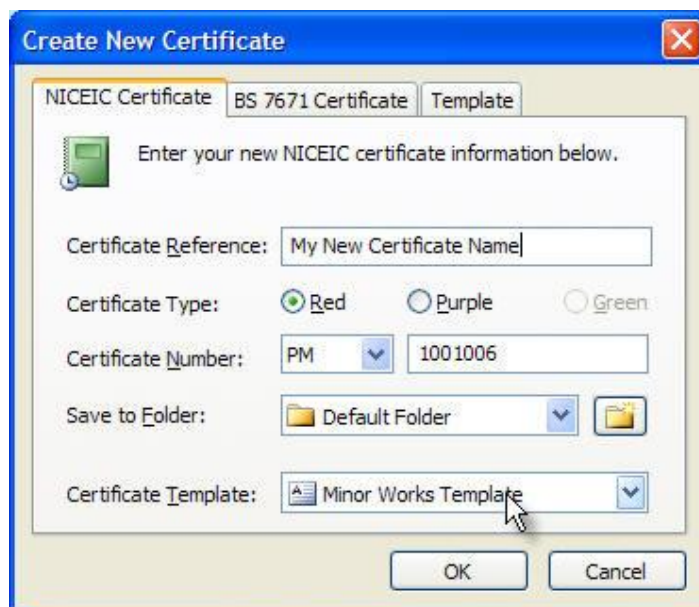 Create New Certificate
NICEIC Certificate BS 7671 Certificate Template
Enter your new NICEIC certificate information below.
Certificate Reference: My New Certificate Name
Certificate Type: Red Purple Green
Certificate Number: PM 1001006
Save to Folder: Default Folder
Certificate Template: Minor Works Template
OK Cancel